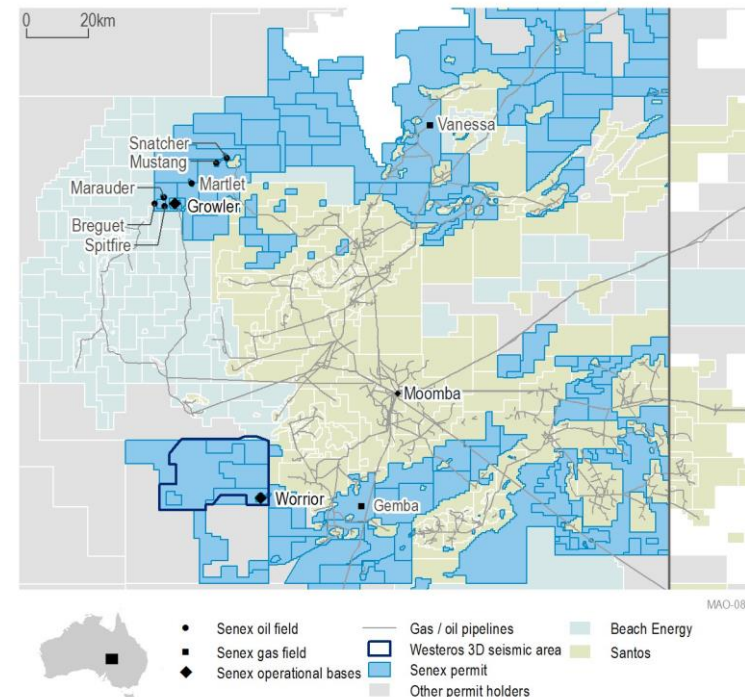 0 20km
Vanessa
Snatcher
Mustang
Martlet
Marauder
Growler
Breguet
Spitfire
Moomba
Worrior
Gemba
MAO-08
Senex oil field
Senex gas field
Senex operational bases
Gas / oil pipelines
Westeros 3D seismic area
Senex permit
Other permit holders
Beach Energy
Santos